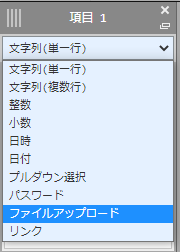 項目 1
文字列(単一行)
文字列(単一行)
文字列(複数行)
整数
小数
日時
日付
プルダウン選択
パスワード
ファイルアップロード
リンク